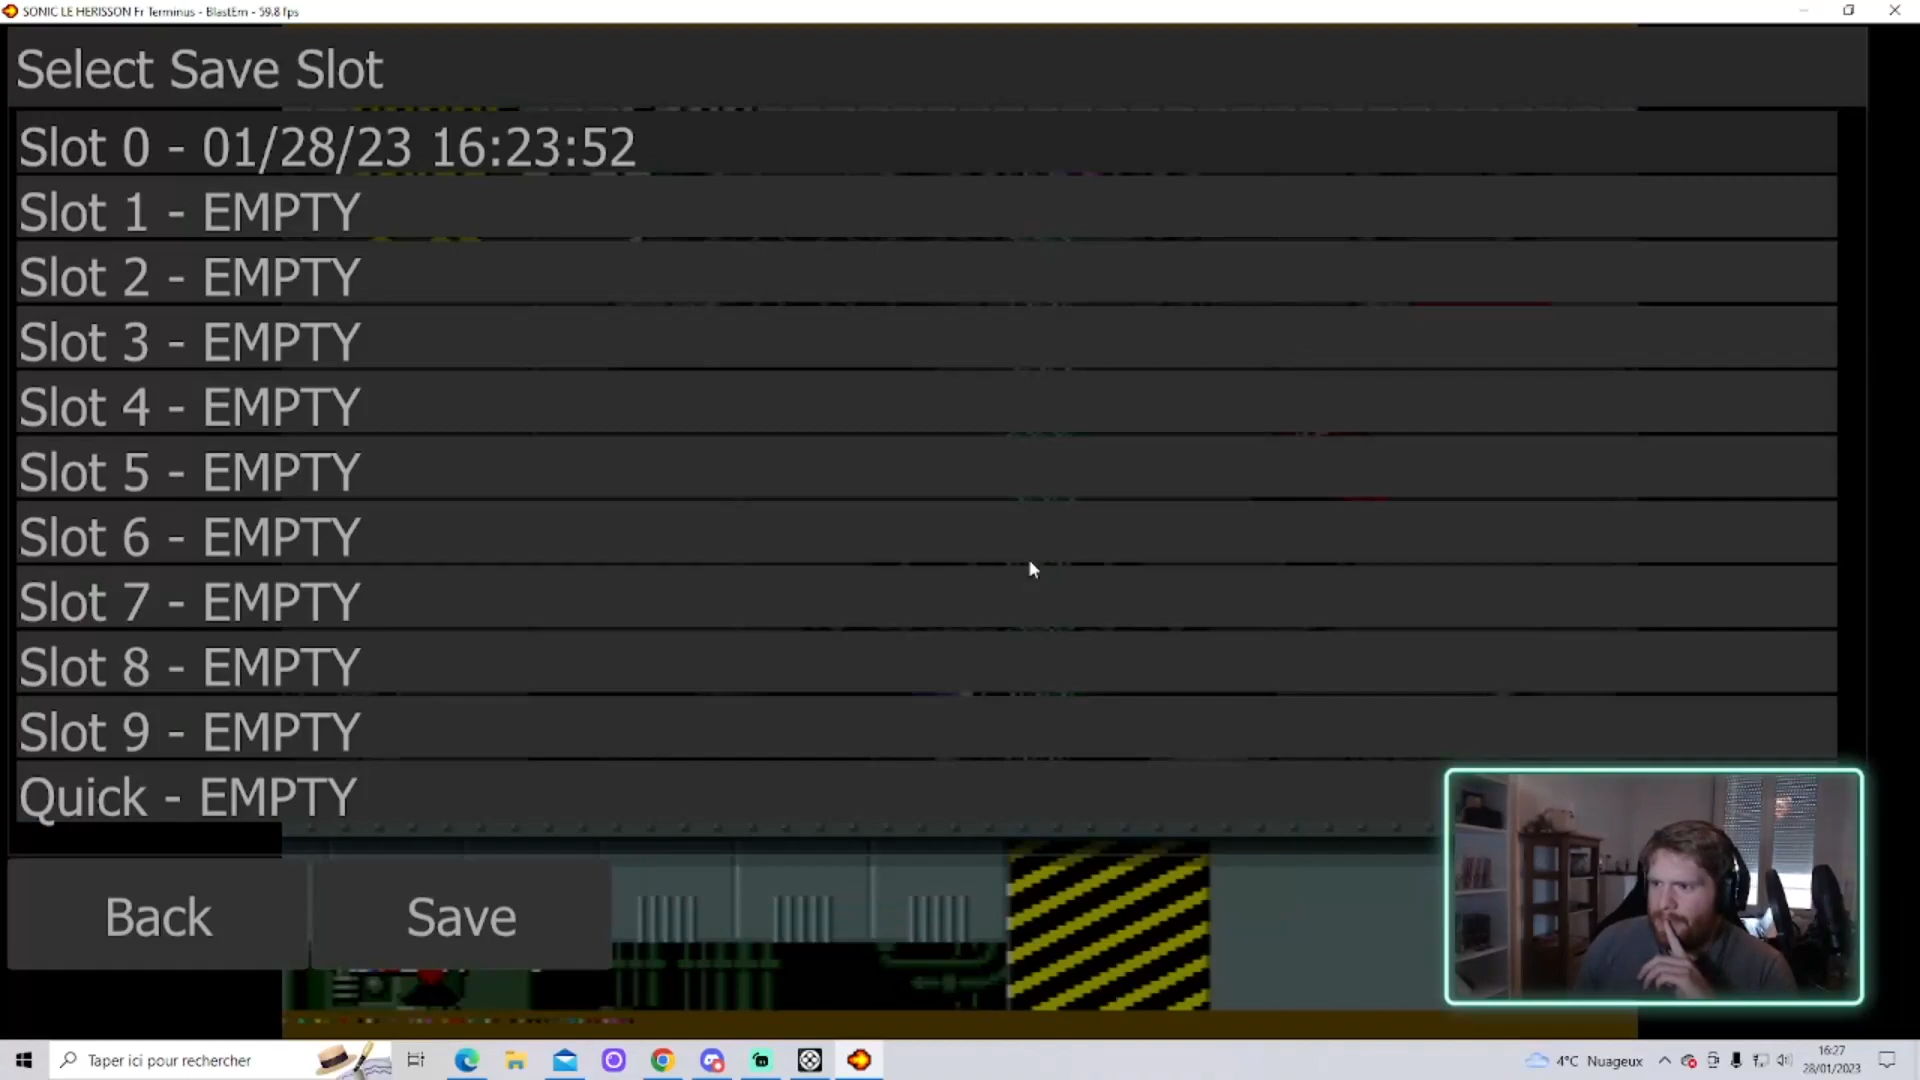 SONIC LE HERISSON Fr Terminus - BlastEm - 59.8 fps
Select Save Slot
Slot 0 - 01/28/23 16:23:52
Slot 1 - EMPTY
Slot 2 - EMPTY
Slot 3 - EMPTY
Slot 4 - EMPTY
Slot 5 - EMPTY
Slot 6 - EMPTY
Slot 7 - EMPTY
Slot 8 - EMPTY
Slot 9 - EMPTY
Quick - EMPTY
Back Save
Taper ici pour rechercher
4°C Nuageux
16:27
28/01/2023